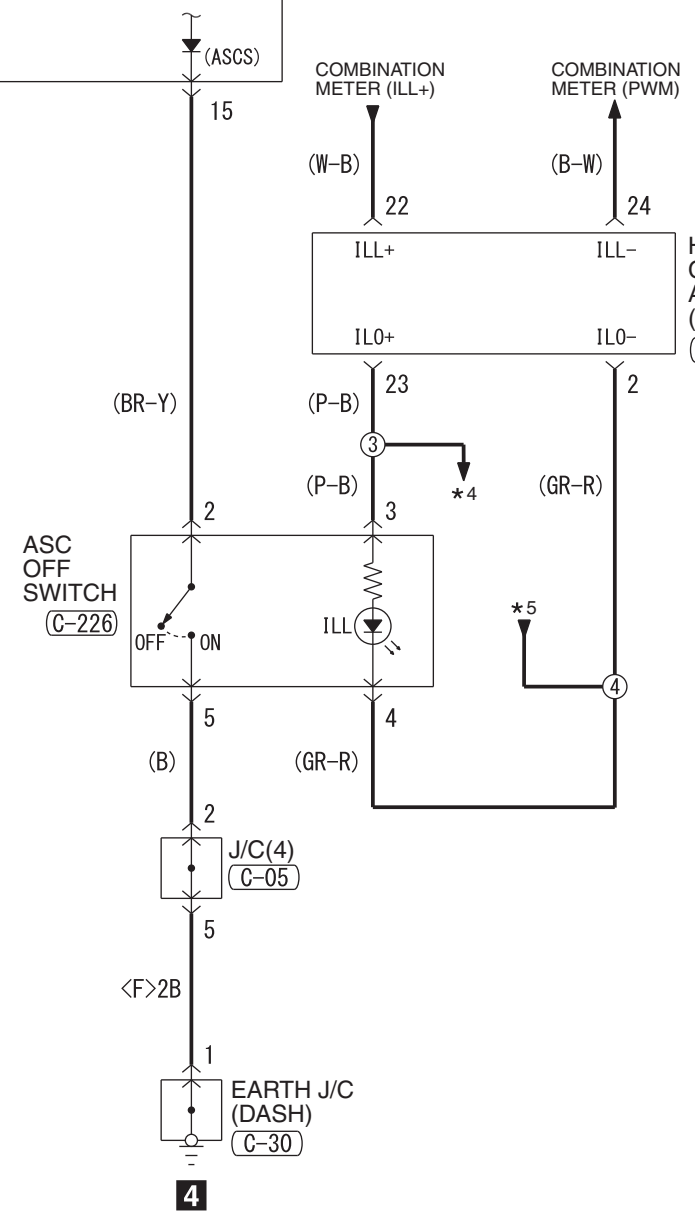 (ASCS)
15
COMBINATION
METER (ILL+)
COMBINATION
METER (PWM)
(W-B)
(B-W)
22
24
ILL+
ILL-
ILO+
ILO-
23
2
(BR-Y)
(P-B)
3
*4
(P-B)
(GR-R)
2
3
ASC
OFF
SWITCH
C-226
OFF
ON
ILL
*5
4
5
4
(B)
(GR-R)
2
J/C(4)
C-05
5
<F>2B
1
EARTH J/C
(DASH)
C-30
4